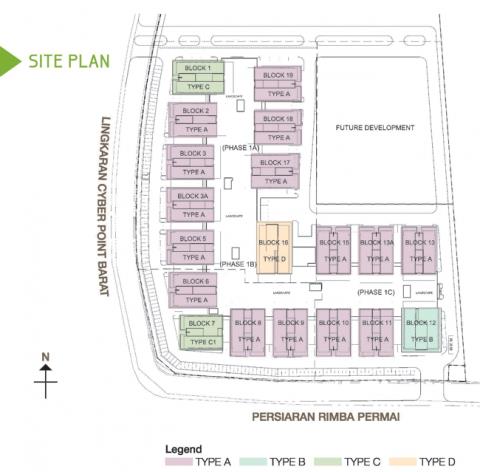 SITE PLAN
BLOCK 1
TYPE C
BLOCK 19
TYPE A
LANDSCAPE
BLOCK 2
TYPE A
BLOCK 18
TYPE A
FUTURE DEVELOPMENT
(PHASE 1A)
BLOCK 3
TYPE A
BLOCK 17
TYPE A
BLOCK 3A
TYPE A
LANDSCAPE
BLOCK 5
TYPE A
BLOCK 16
TYPE D
BLOCK 15
TYPE A
BLOCK 13A
TYPE A
BLOCK 13
TYPE A
(PHASE 1B)
BLOCK 6
TYPE A
LANDSCAPE
(PHASE 1C)
LANDSCAPE
BLOCK 7
TYPE C1
BLOCK 8
TYPE A
BLOCK 9
TYPE A
BLOCK 10
TYPE A
BLOCK 11
TYPE A
BLOCK 12
TYPE B
LINGKARAN CYBER POINT BARAT
N
PERSIARAN RIMBA PERMAI
Legend
TYPE A
TYPE B
TYPE C
TYPE D